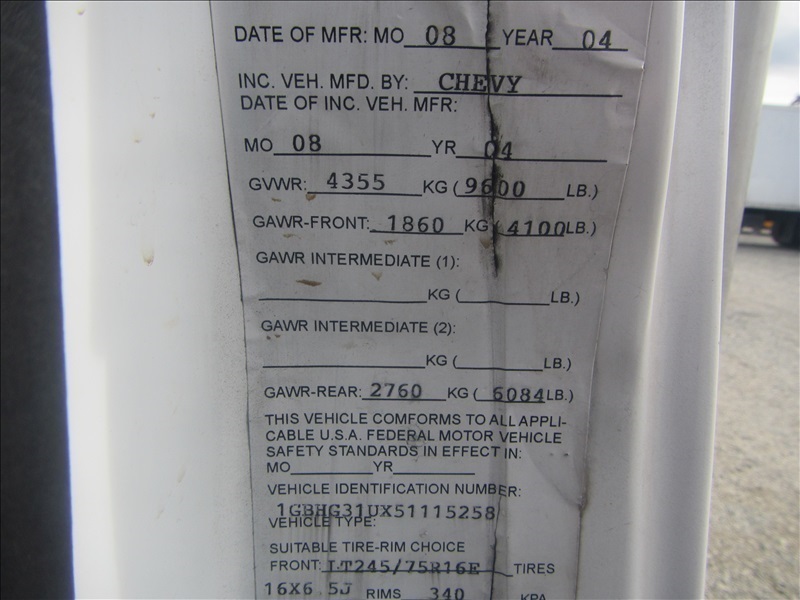 DATE OF MFR: MO 08 YEAR 04
INC. VEH. MFD. BY: CHEVY
DATE OF INC. VEH. MFR:
MO 08 YR 04
GVWR: 4355 KG ( 9600 LB.)
GAWR-FRONT: 1860 KG ( 4100 LB.)
GAWR INTERMEDIATE (1):
KG ( LB.)
GAWR INTERMEDIATE (2):
KG ( LB.)
GAWR-REAR: 2760 KG ( 6084 LB.)
THIS VEHICLE COMFORMS TO ALL APPLI-
CABLE U.S.A. FEDERAL MOTOR VEHICLE
SAFETY STANDARDS IN EFFECT IN:
MO YR
VEHICLE IDENTIFICATION NUMBER:
1GBHG31UX51115258
VEHICLE TYPE:
SUITABLE TIRE-RIM CHOICE
FRONT: LT245/75R16E TIRES
16X6.5J RIMS 340 KPA